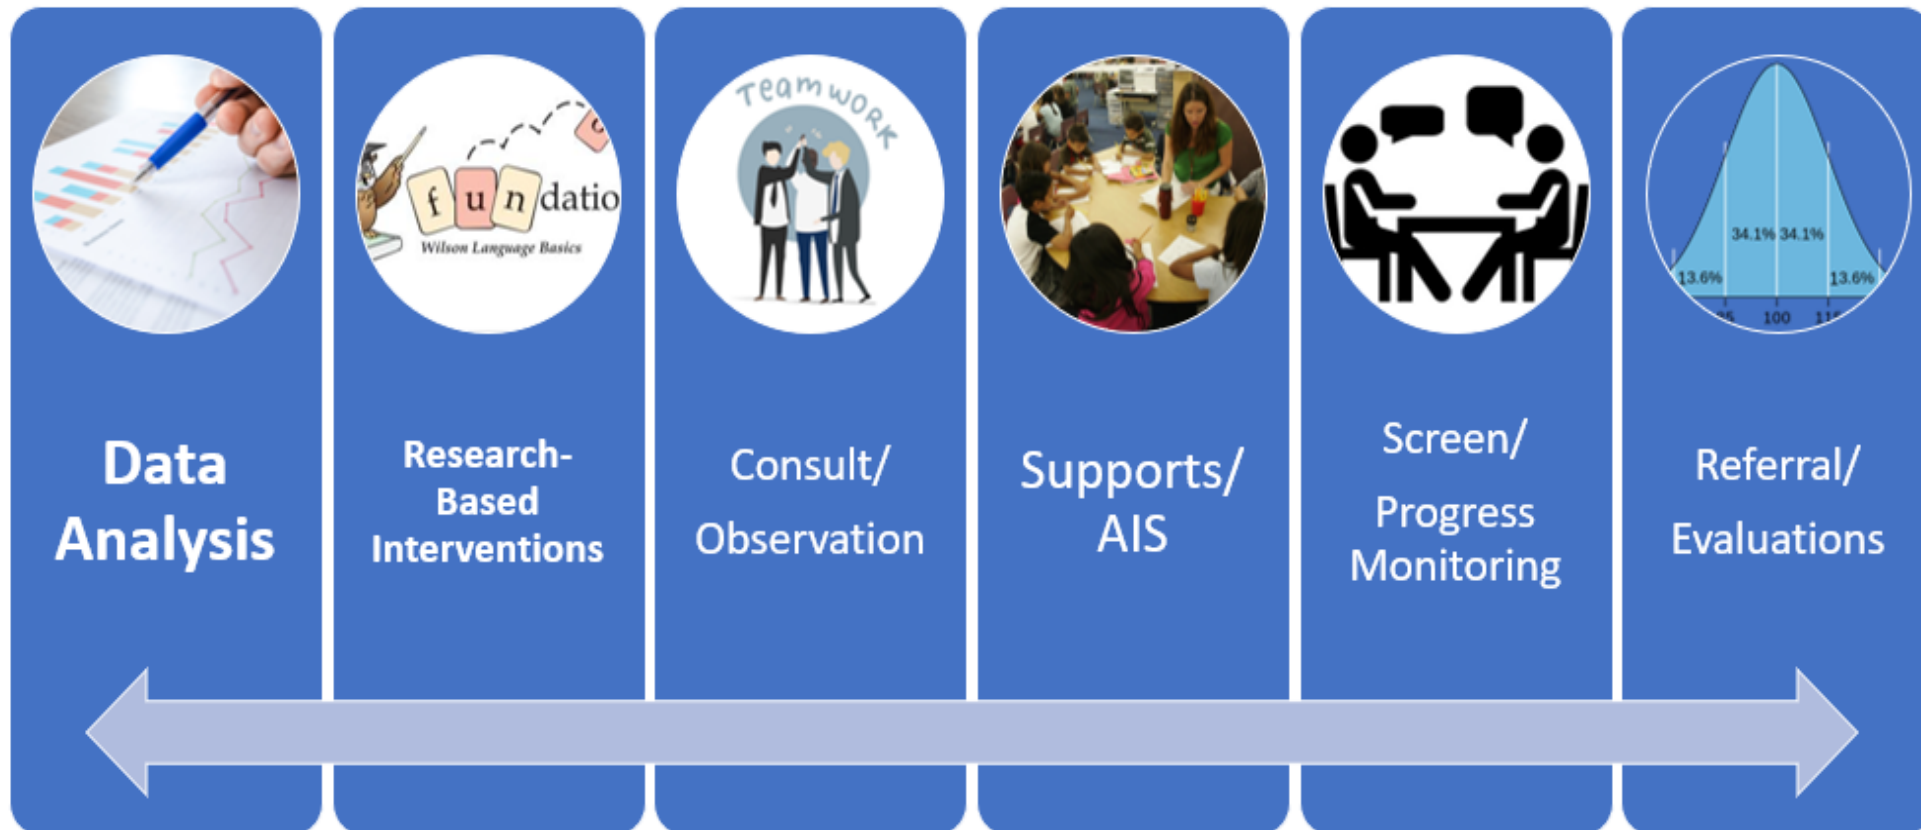 TEAMWORK
fundatio
Wilson Language Basics
34.1% 34.1%
13.6% 13.6%
100
Data
Analysis
Research-
Based
Interventions
Consult/
Observation
Supports/
AIS
Screen/
Progress
Monitoring
Referral/
Evaluations